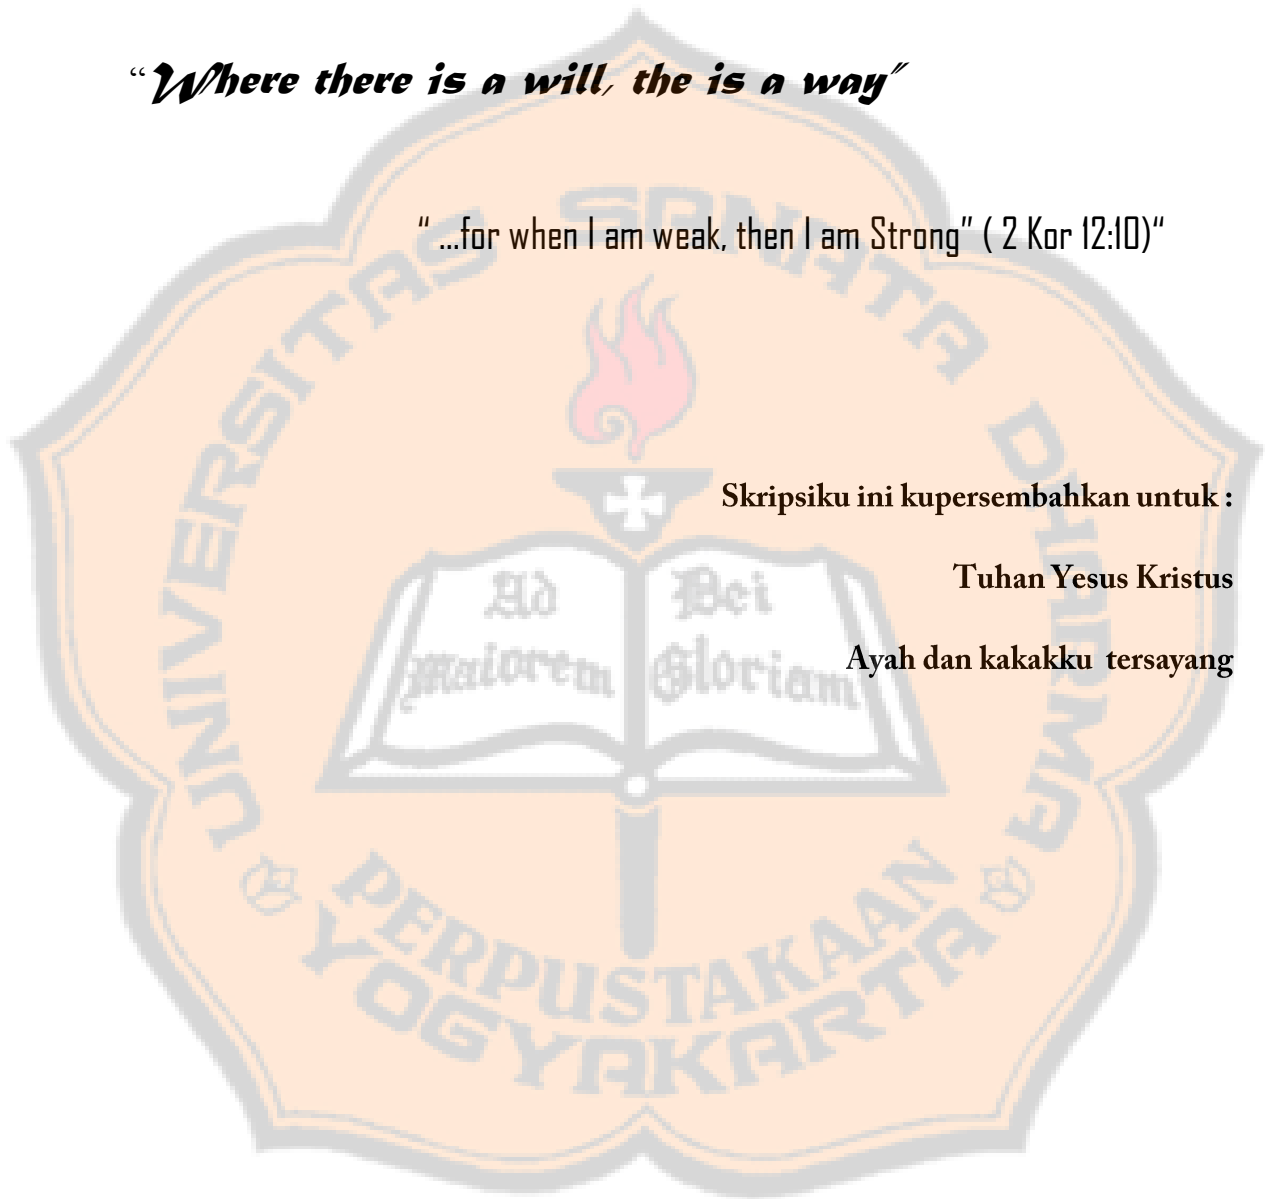 “Where there is a will, the is a way”
“ ...for when I am weak, then I am Strong” ( 2 Kor 12:10)“
Skripsiku ini kupersembahkan untuk :
Tuhan Yesus Kristus
Ayah dan kakakku tersayang
UNIVERSITAS SANATA DHARMA
Ad Dei
Maiorem Gloriam
PERPUSTAKAAN
YOGYAKARTA